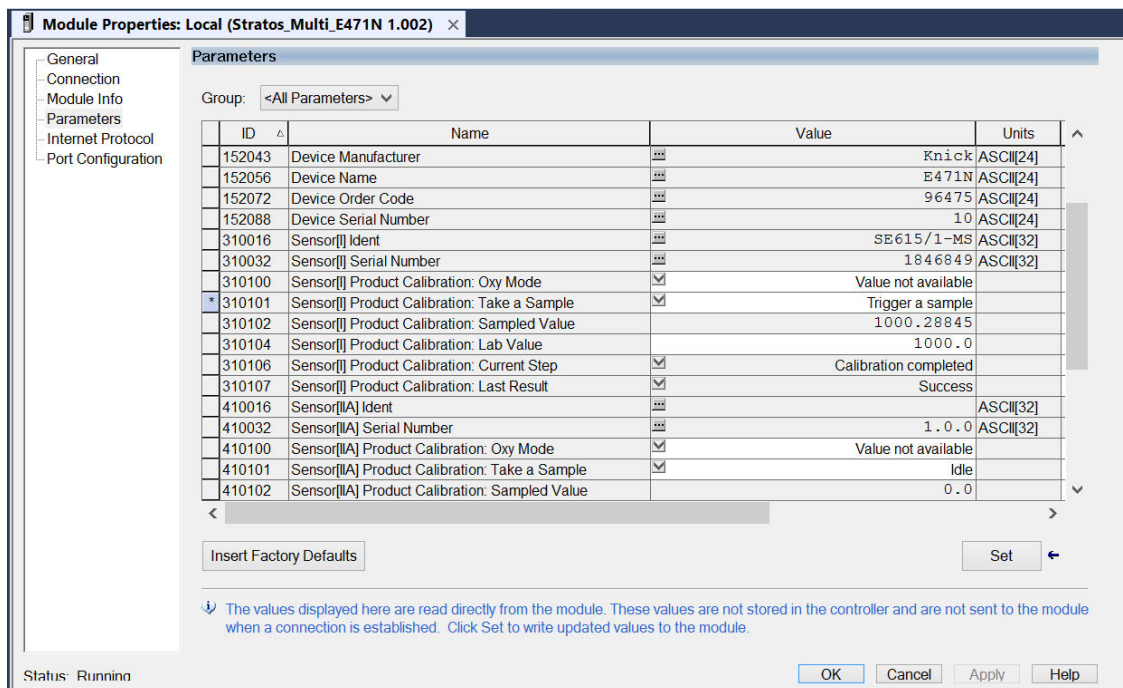 Module Properties: Local (Stratos_Multi_E471N 1.002) ×
General
Connection
Module Info
Parameters
Internet Protocol
Port Configuration
Parameters
Group: <All Parameters>
ID Name Value Units
152043 Device Manufacturer ... Knick ASCII[24]
152056 Device Name ... E471N ASCII[24]
152072 Device Order Code ... 96475 ASCII[24]
152088 Device Serial Number ... 10 ASCII[24]
310016 Sensor[I] Ident ... SE615/1-MS ASCII[32]
310032 Sensor[I] Serial Number ... 1846849 ASCII[32]
310100 Sensor[I] Product Calibration: Oxy Mode Value not available
* 310101 Sensor[I] Product Calibration: Take a Sample Trigger a sample
310102 Sensor[I] Product Calibration: Sampled Value 1000.28845
310104 Sensor[I] Product Calibration: Lab Value 1000.0
310106 Sensor[I] Product Calibration: Current Step Calibration completed
310107 Sensor[I] Product Calibration: Last Result Success
410016 Sensor[IIA] Ident ... ASCII[32]
410032 Sensor[IIA] Serial Number ... 1.0.0 ASCII[32]
410100 Sensor[IIA] Product Calibration: Oxy Mode Value not available
410101 Sensor[IIA] Product Calibration: Take a Sample Idle
410102 Sensor[IIA] Product Calibration: Sampled Value 0.0
Insert Factory Defaults Set
The values displayed here are read directly from the module. These values are not stored in the controller and are not sent to the module
when a connection is established. Click Set to write updated values to the module.
Status: Running OK Cancel Apply Help